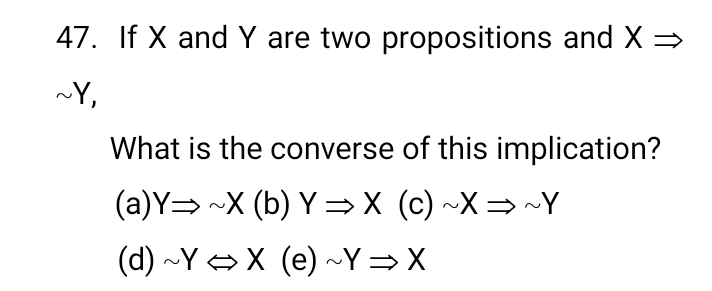 47. If X and Y are two propositions and X ⇒
~Y,
What is the converse of this implication?
(a)Y⇒ ~X (b) Y ⇒ X (c) ~X ⇒ ~Y
(d) ~Y ⇔ X (e) ~Y ⇒ X